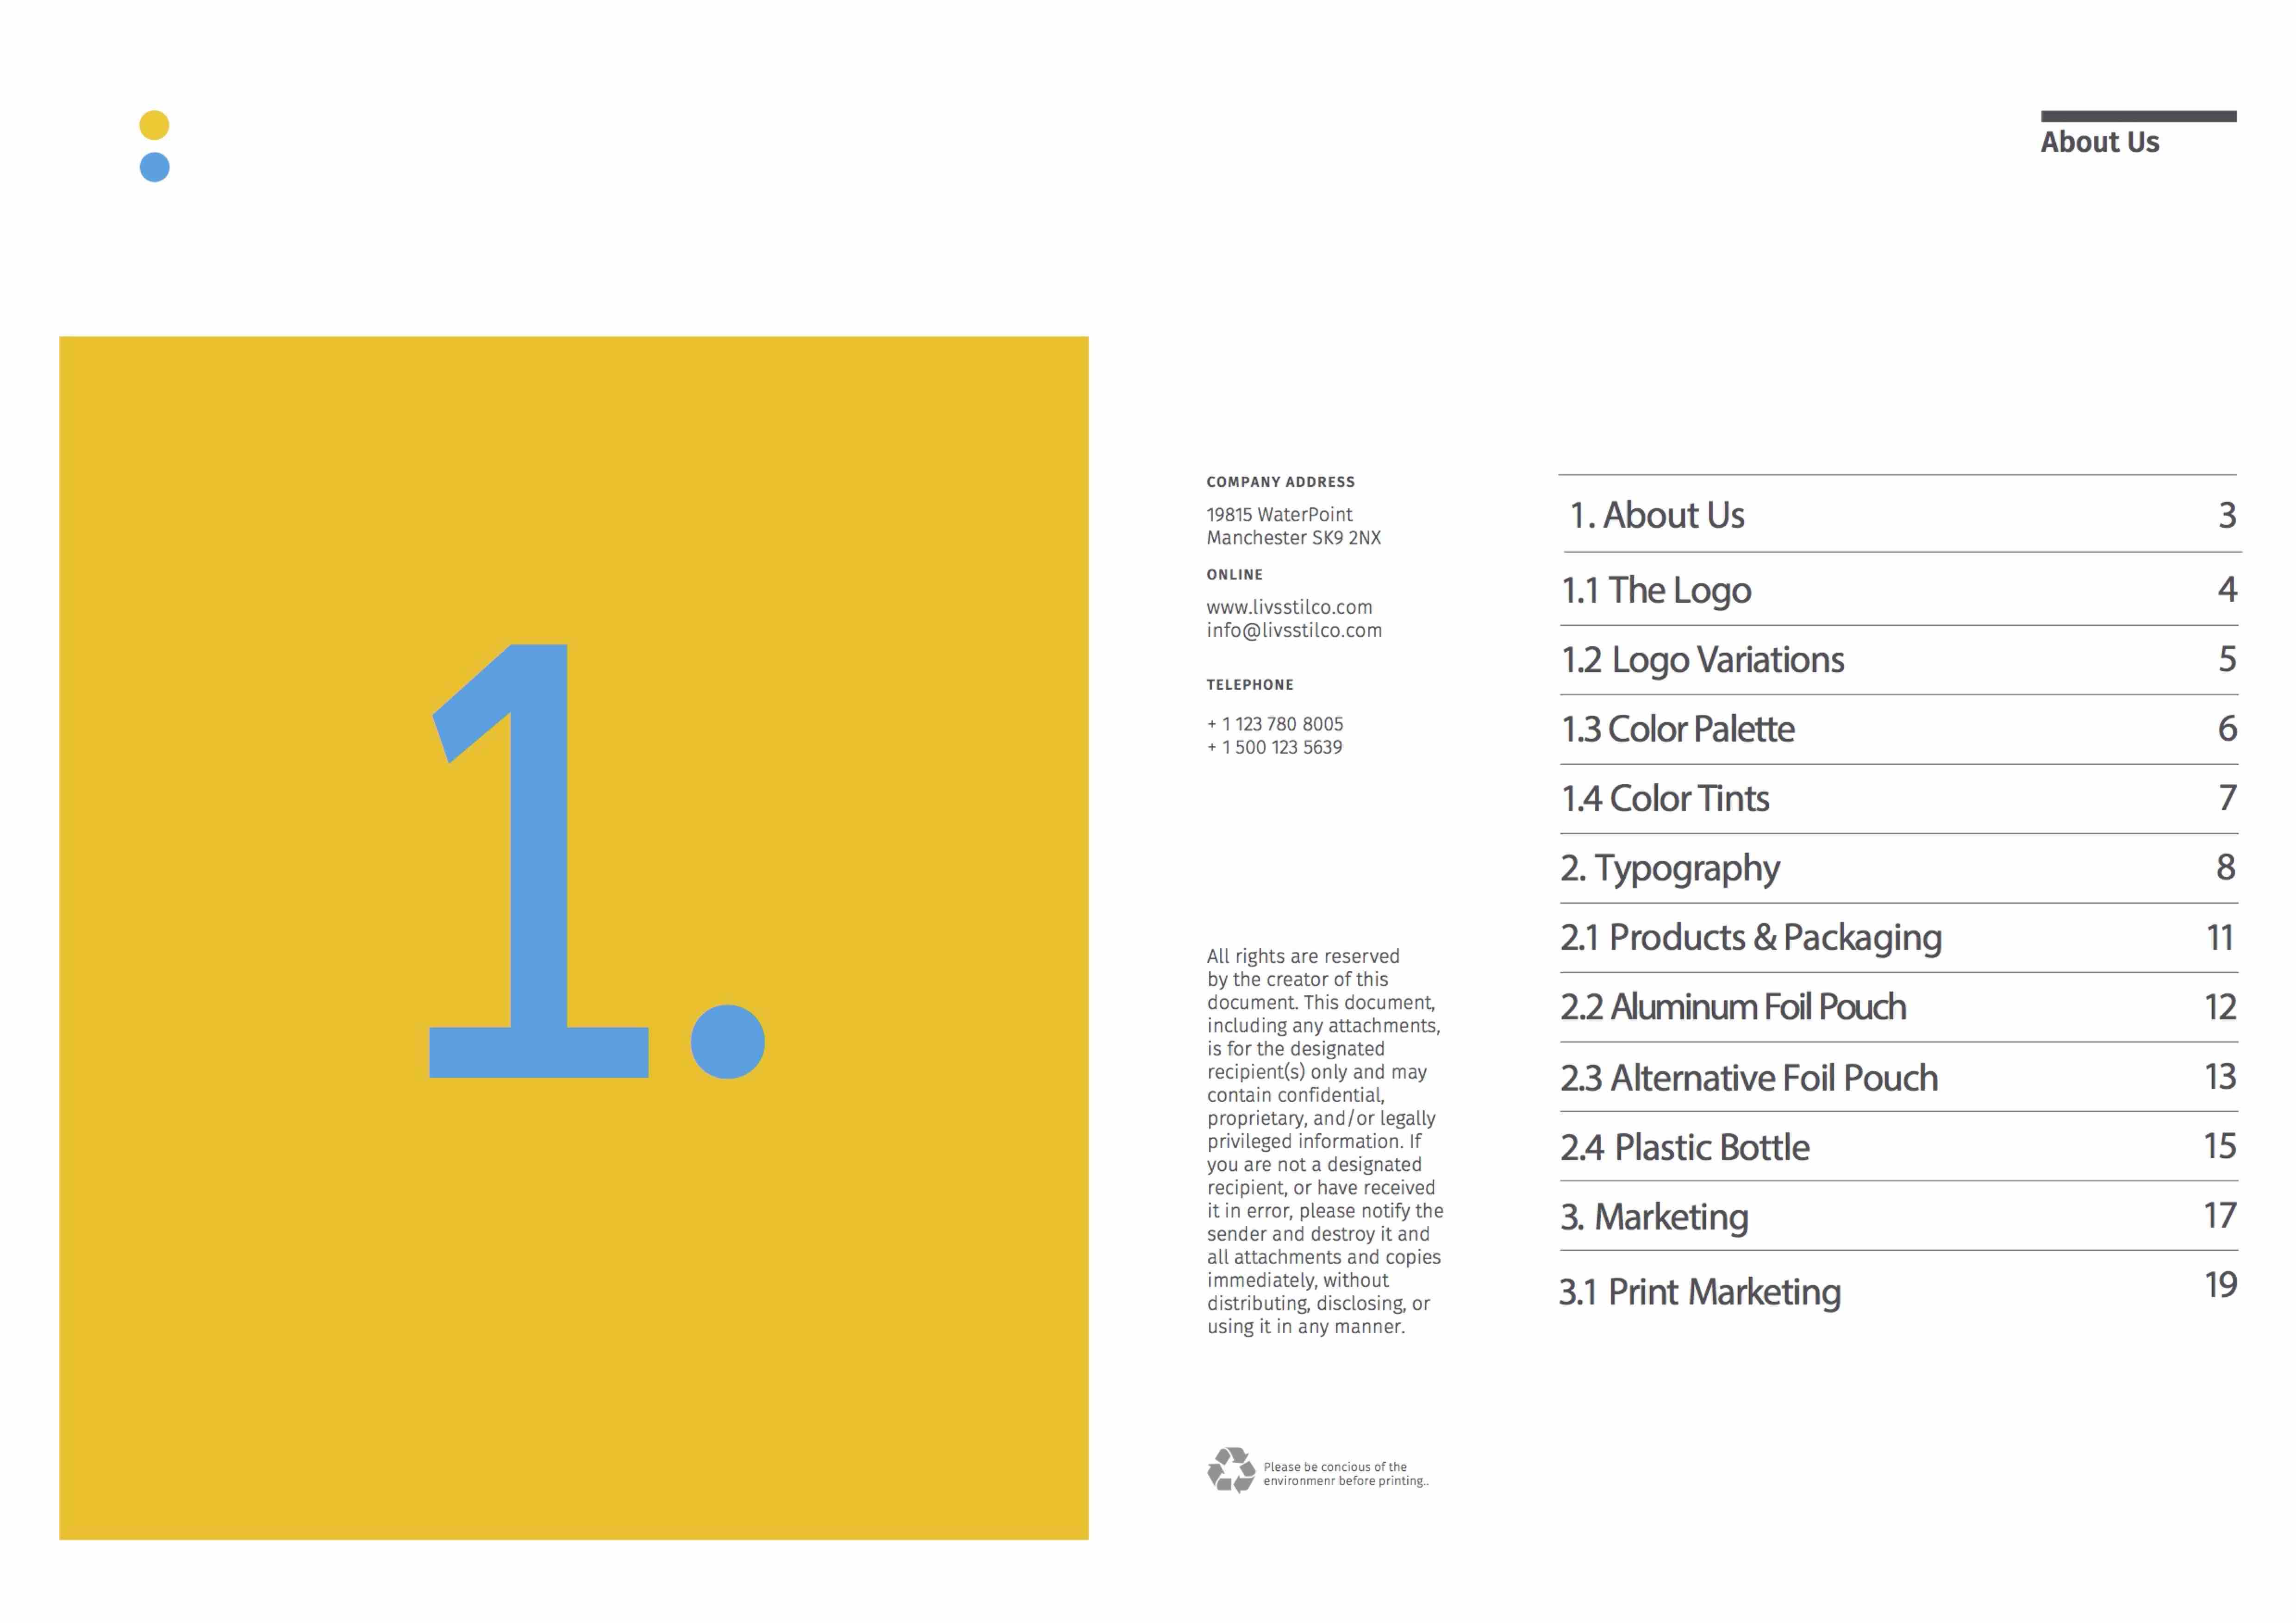 About Us
1.
COMPANY ADDRESS
19815 WaterPoint
Manchester SK9 2NX
ONLINE
www.livsstilco.com
info@livsstilco.com
TELEPHONE
+ 1 123 780 8005
+ 1 500 123 5639
All rights are reserved
by the creator of this
document. This document,
including any attachments,
is for the designated
recipient(s) only and may
contain confidential,
proprietary, and/or legally
privileged information. If
you are not a designated
recipient, or have received
it in error, please notify the
sender and destroy it and
all attachments and copies
immediately, without
distributing, disclosing, or
using it in any manner.
Please be concious of the
environmenr before printing..
1. About Us 3
1.1 The Logo 4
1.2 Logo Variations 5
1.3 Color Palette 6
1.4 Color Tints 7
2. Typography 8
2.1 Products & Packaging 11
2.2 Aluminum Foil Pouch 12
2.3 Alternative Foil Pouch 13
2.4 Plastic Bottle 15
3. Marketing 17
3.1 Print Marketing 19